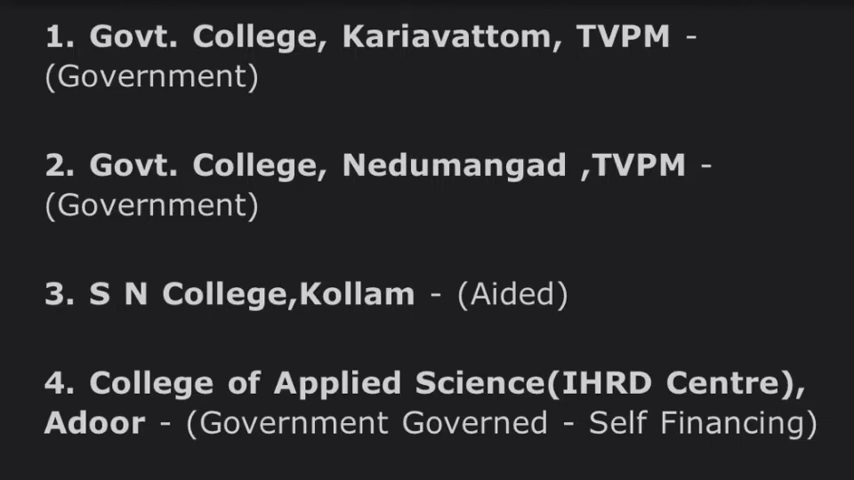 1. Govt. College, Kariavattom, TVPM -
(Government)
2. Govt. College, Nedumangad ,TVPM -
(Government)
3. S N College,Kollam - (Aided)
4. College of Applied Science(IHRD Centre),
Adoor - (Government Governed - Self Financing)